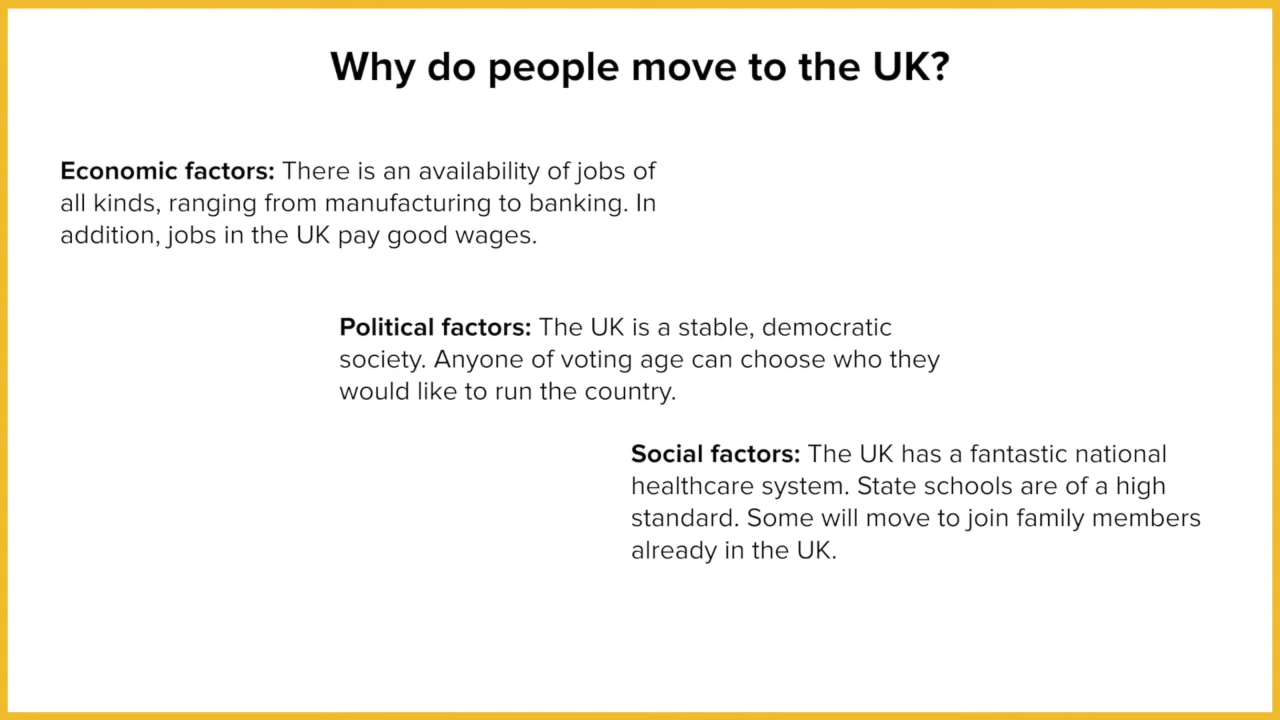 Why do people move to the UK?
Economic factors: There is an availability of jobs of
all kinds, ranging from manufacturing to banking. In
addition, jobs in the UK pay good wages.
Political factors: The UK is a stable, democratic
society. Anyone of voting age can choose who they
would like to run the country.
Social factors: The UK has a fantastic national
healthcare system. State schools are of a high
standard. Some will move to join family members
already in the UK.